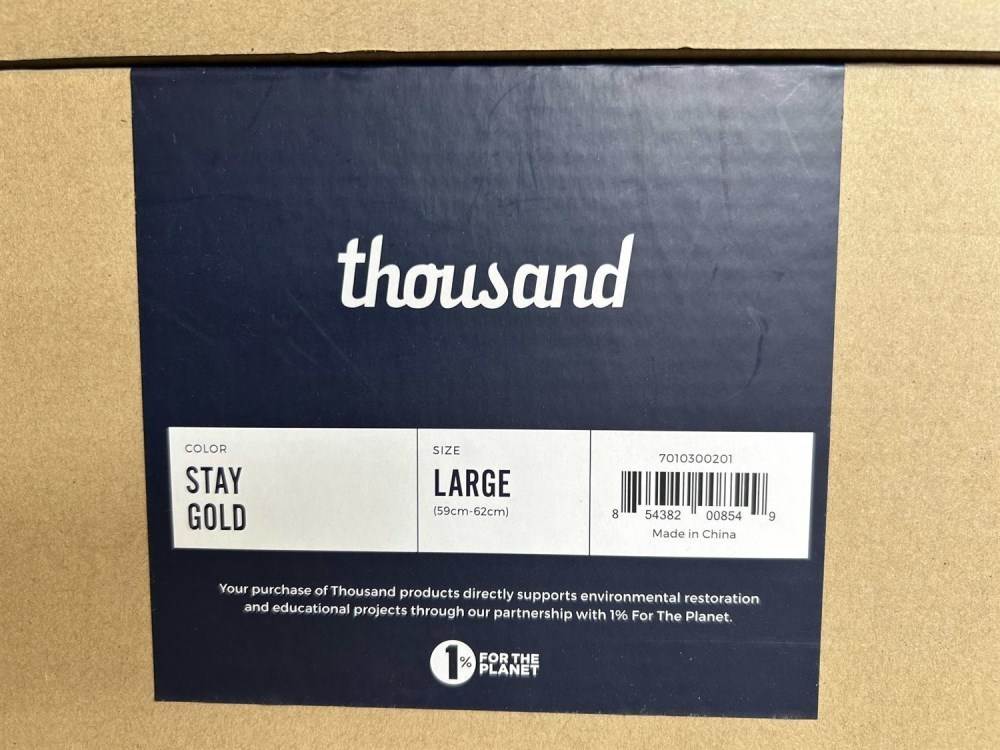 thousand
COLOR
STAY
GOLD
SIZE
LARGE
(59cm-62cm)
7010300201
8 54382 00854 9
Made in China
Your purchase of Thousand products directly supports environmental restoration
and educational projects through our partnership with 1% For The Planet.
1% FOR THE
PLANET